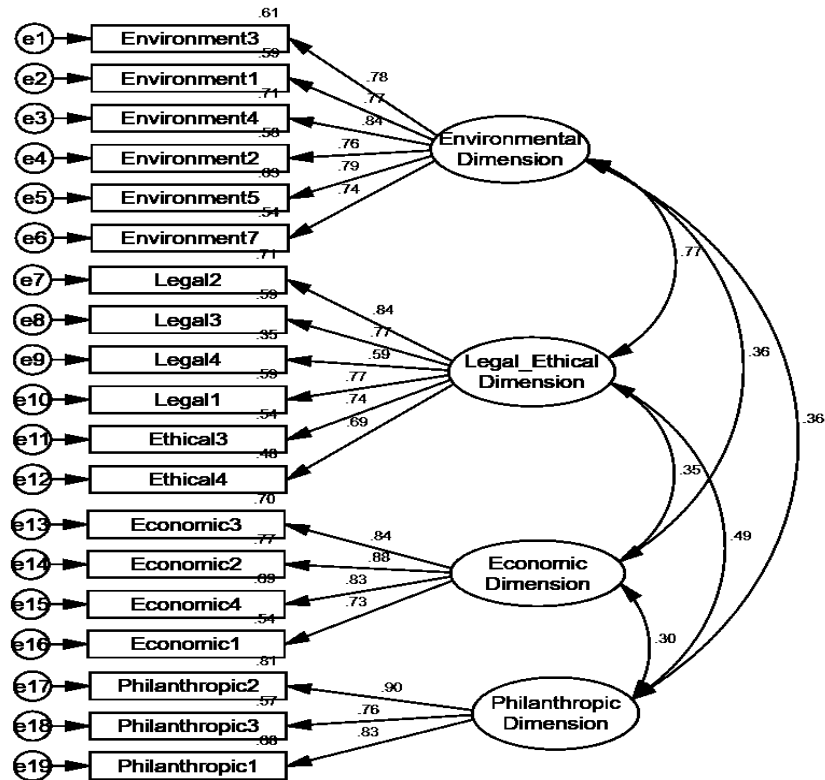 .61
e1
Environment3
.59
.78
e2
Environment1
.71
.77
e3
Environment4
.58
.84
Environmental
Dimension
e4
Environment2
.76
e5
Environment5
.54
.79
e6
Environment7
.74
.71
.77
e7
Legal2
.59
e8
Legal3
.35
.84
e9
Legal4
.59
.77
.59
Legal_Ethical
Dimension
.36
e10
Legal1
.54
.77
e11
Ethical3
.48
.74
.36
e12
Ethical4
.69
.35
.70
e13
Economic3
.77
.84
.49
e14
Economic2
.88
Economic
Dimension
e15
Economic4
.54
.83
e16
Economic1
.73
.81
.30
e17
Philanthropic2
.57
.90
Philanthropic
Dimension
e18
Philanthropic3
.76
e19
Philanthropic1
.83